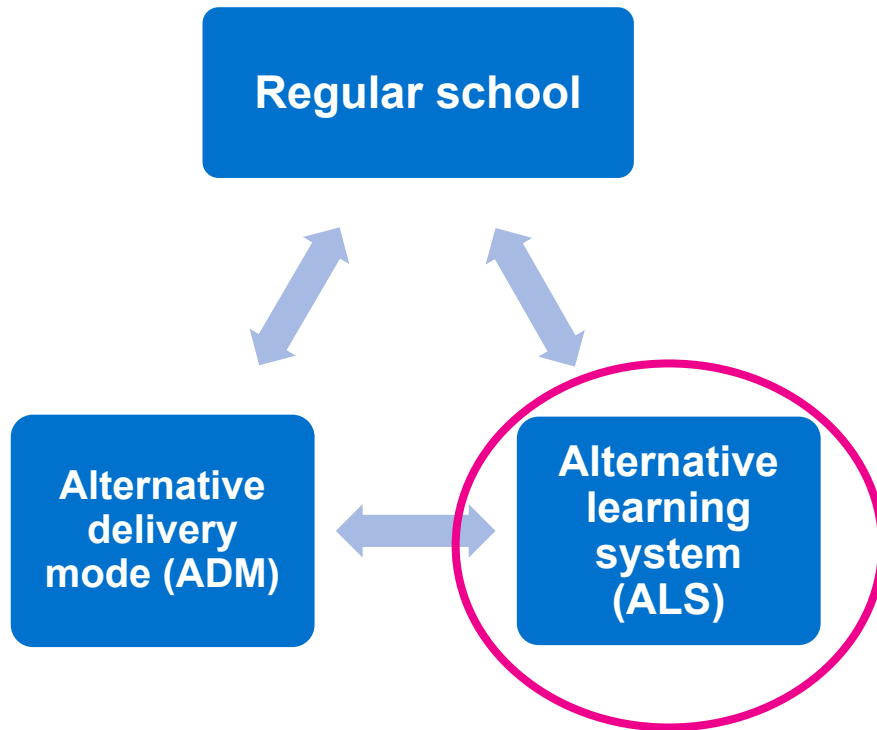 Regular school
Alternative
delivery
mode (ADM)
Alternative
learning
system
(ALS)